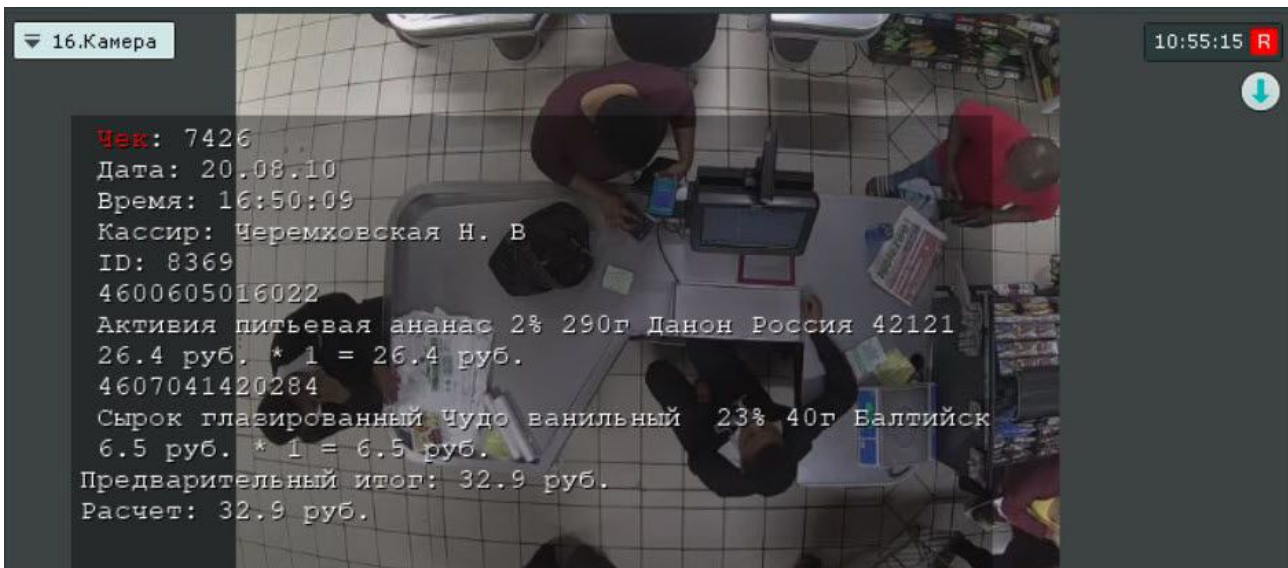 16.Камера
10:55:15 R
Чек: 7426
Дата: 20.08.10
Время: 16:50:09
Кассир: Черемховская Н. В
ID: 8369
4600605016022
Активия питьевая ананас 2% 290г Данон Россия 42121
26.4 руб. * 1 = 26.4 руб.
4607041420284
Сырок глазированный Чудо ванильный  23% 40г Балтийск
6.5 руб. * 1 = 6.5 руб.
Предварительный итог: 32.9 руб.
Расчет: 32.9 руб.